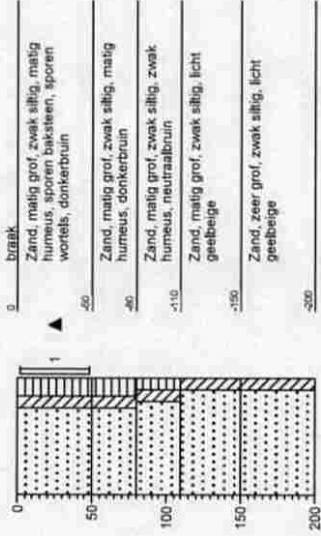 0
50
100
150
200
1
0
braak
Zand, matig grof, zwak siltig, matig
humeus, sporen baksteen, sporen
wortels, donkerbruin
-50
Zand, matig grof, zwak siltig, matig
humeus, donkerbruin
-80
Zand, matig grof, zwak siltig, zwak
humeus, neutraalbruin
-110
Zand, matig grof, zwak siltig, licht
geelbeige
-150
Zand, zeer grof, zwak siltig, licht
geelbeige
-200